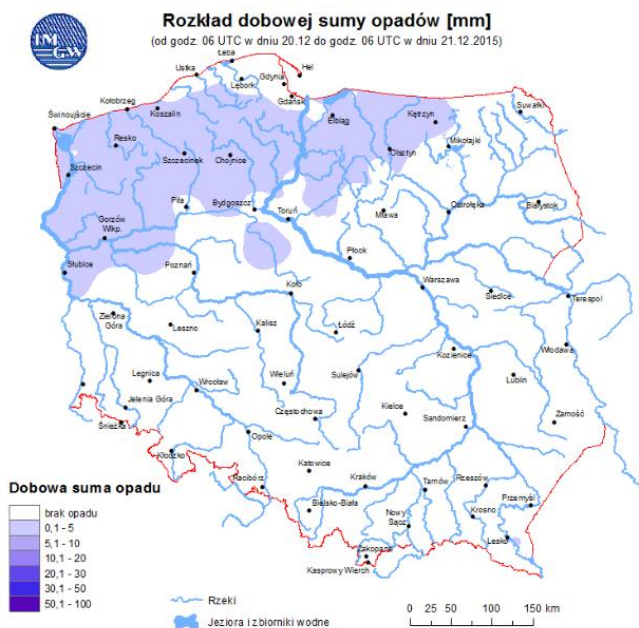 IM
GW
Rozkład dobowej sumy opadów [mm]
(od godz. 06 UTC w dniu 20.12 do godz. 06 UTC w dniu 21.12.2015)
Łeba
Hel
Ustka
Lębork
Gdynia
Gdańsk
Kołobrzeg
Koszalin
Świnoujście
Elbląg
Kętrzyn
Suwałki
Resko
Szczecinek
Chojnice
Olsztyn
Mikołajki
Szczecin
Piła
Bydgoszcz
Toruń
Mława
Ostrołęka
Białystok
Gorzów
Wlkp.
Słubice
Poznań
Płock
Koło
Warszawa
Siedlce
Terespol
Zielona
Góra
Leszno
Kalisz
Łódź
Kozienice
Włodawa
Legnica
Wrocław
Wieluń
Sulejów
Lublin
Jelenia Góra
Śnieżka
Częstochowa
Kielce
Sandomierz
Zamość
Opole
Kłodzko
Racibórz
Katowice
Kraków
Tarnów
Rzeszów
Przemyśl
Bielsko-Biała
Nowy
Sącz
Krosno
Lesko
Zakopane
Kasprowy Wierch
Dobowa suma opadu
brak opadu
0,1 - 5
5,1 - 10
10,1 - 20
20,1 - 30
30,1 - 50
50,1 - 100
Rzeki
Jeziora i zbiorniki wodne
0 25 50 100 150 km